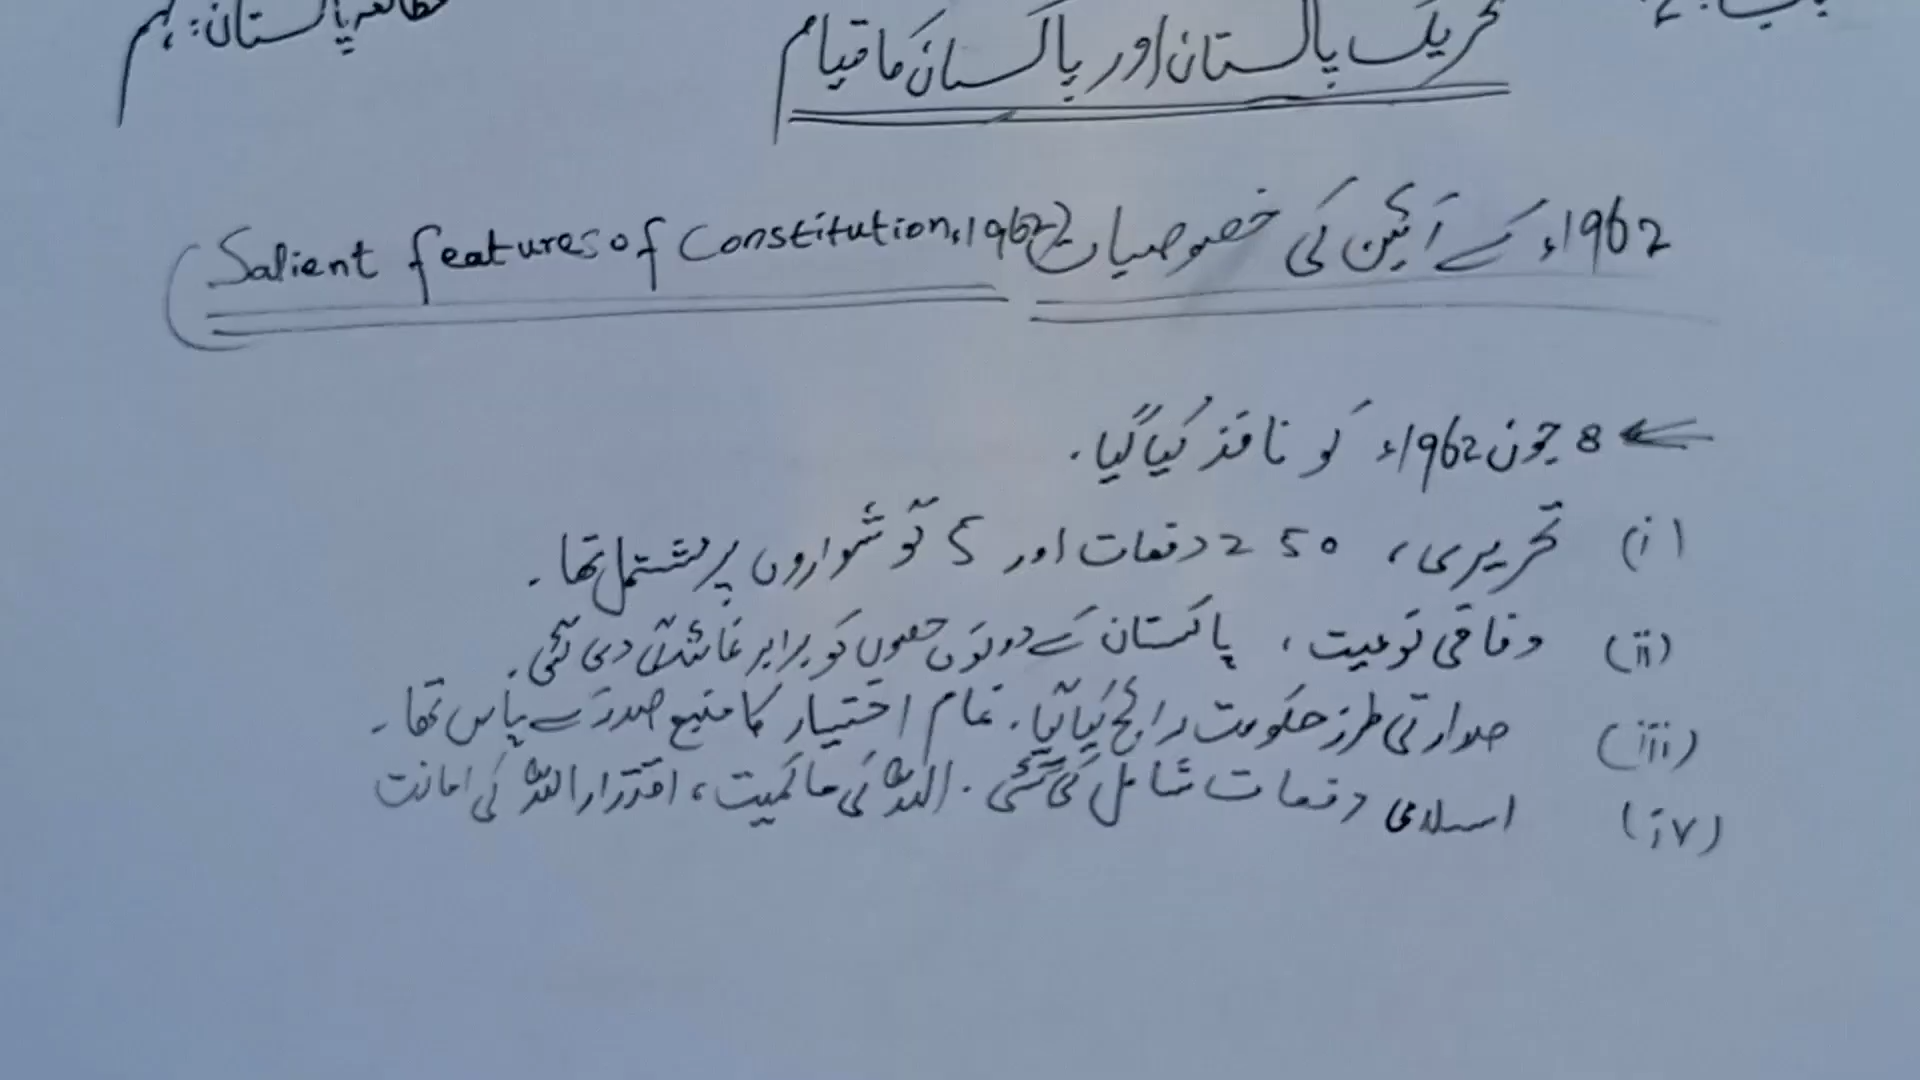 مطالعہ پاکستان: نہم
تحریک پاکستان اور پاکستان کا قیام
1962ء کے آئین کی خصوصیات (Salient features of Constitution, 1962)
← 8 جون 1962ء کو نافذ کیا گیا.
(i) تحریری، 250 دفعات اور 5 گوشواروں پر مشتمل تھا۔
(ii) وفاقی نوعیت، پاکستان کے دونوں حصوں کو برابر نمائندگی دی گئی.
(iii) صدارتی طرز حکومت رائج کیا گیا. تمام اختیار کا منبع صدر کے پاس تھا۔
(iv) اسلامی دفعات شامل کی گئی. اللہ کی حاکمیت، اقتدار اللہ کی امانت